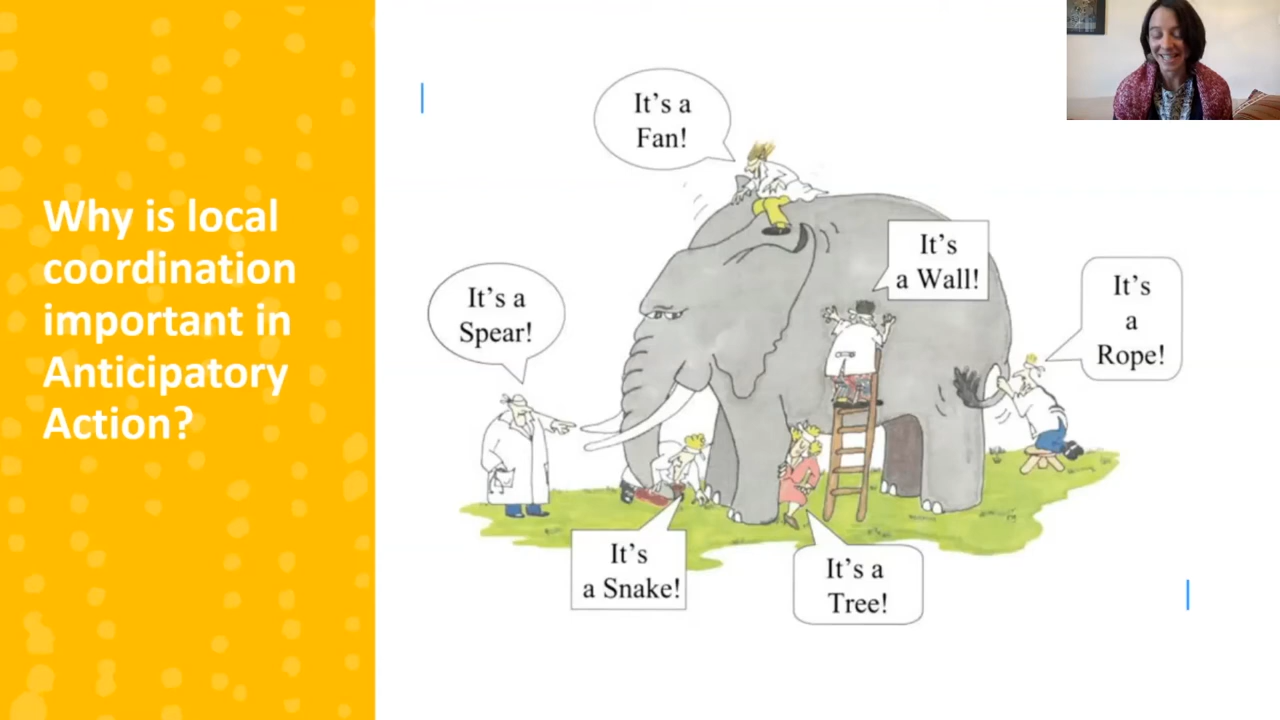 Why is local
coordination
important in
Anticipatory
Action?
It's a
Fan!
It's
a Wall!
It's a
Spear!
It's
a
Rope!
It's
a Snake!
It's a
Tree!